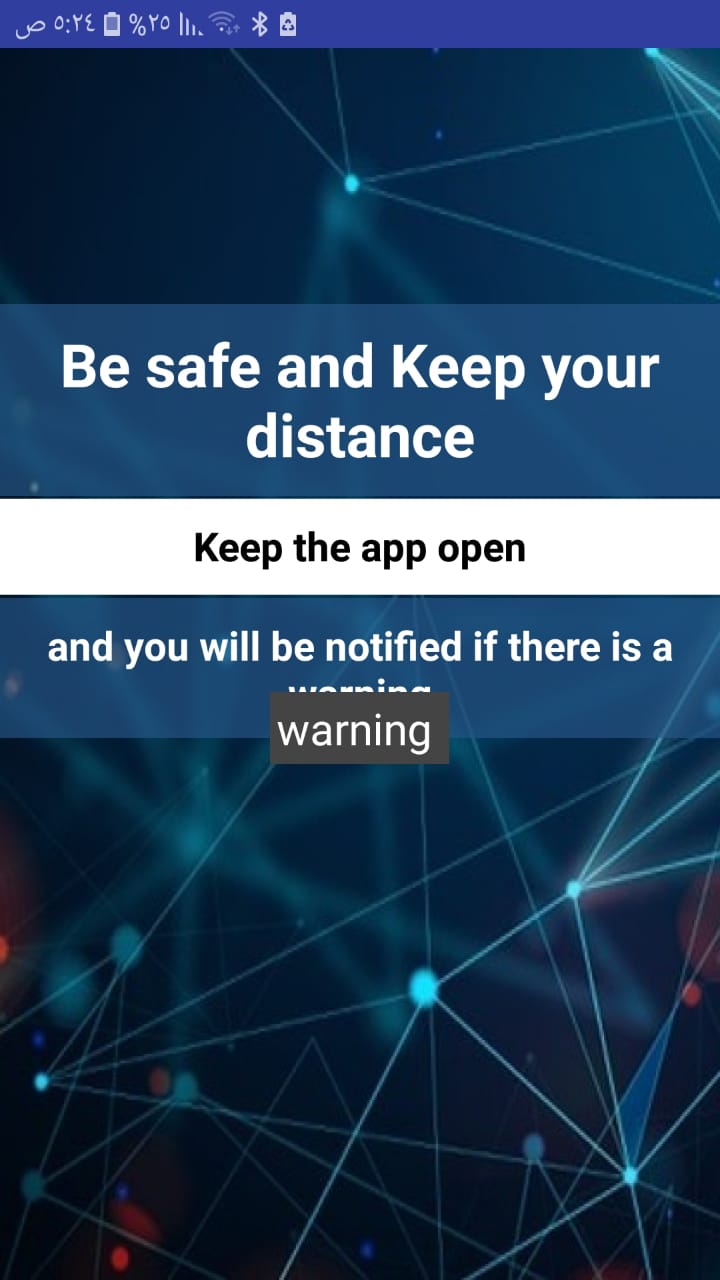 ص ٥:٢٤ %٢٥
Be safe and Keep your
distance
Keep the app open
and you will be notified if there is a
warning
warning